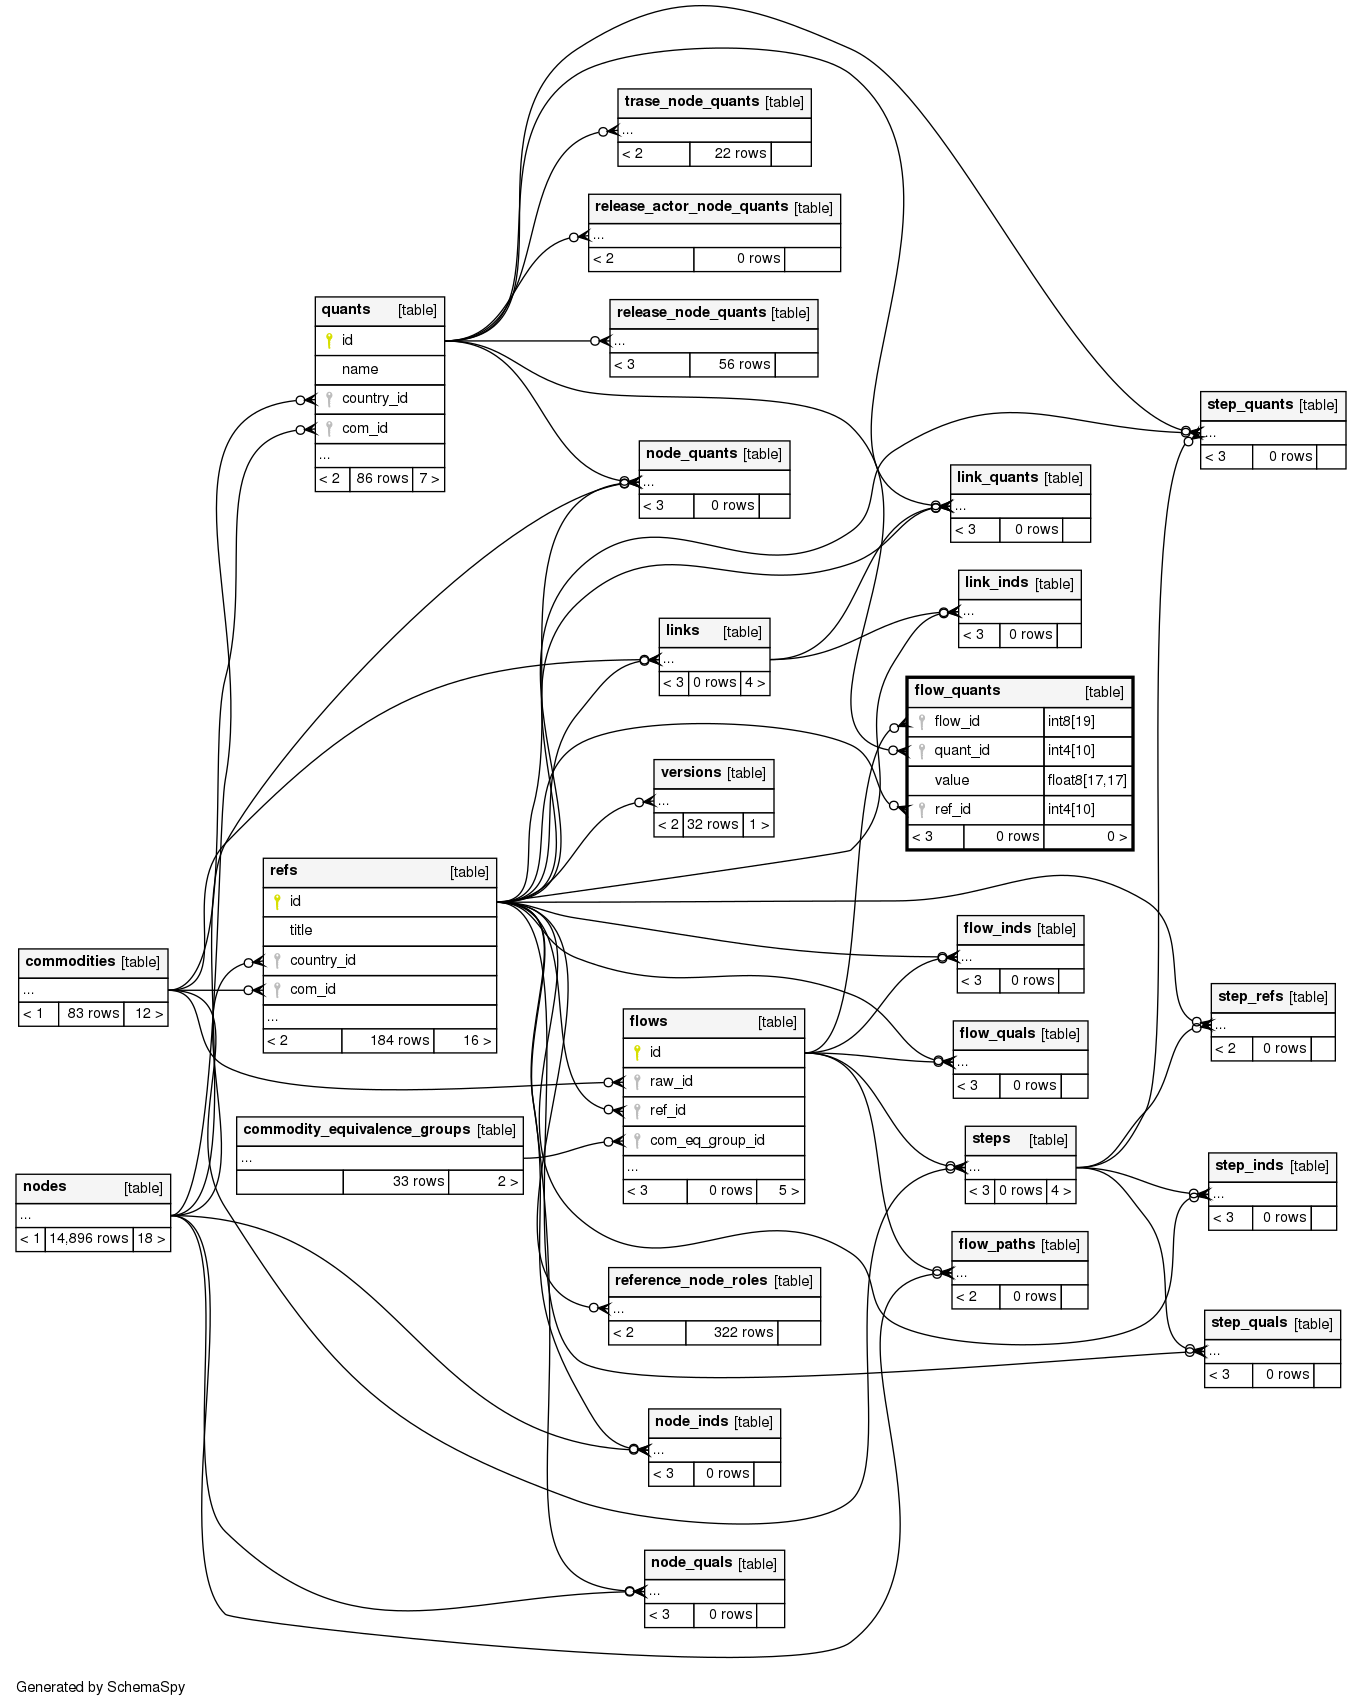 trase_node_quants [table]
...
< 2 22 rows
release_actor_node_quants [table]
...
< 2 0 rows
quants [table]
id
name
country_id
com_id
...
< 2 86 rows 7 >
release_node_quants [table]
...
< 3 56 rows
step_quants [table]
...
< 3 0 rows
node_quants [table]
...
< 3 0 rows
link_quants [table]
...
< 3 0 rows
link_inds [table]
...
< 3 0 rows
links [table]
...
< 3 0 rows 4 >
flow_quants [table]
flow_id int8[19]
quant_id int4[10]
value float8[17,17]
ref_id int4[10]
< 3 0 rows 0 >
versions [table]
...
< 2 32 rows 1 >
refs [table]
id
title
country_id
com_id
...
< 2 184 rows 16 >
commodities [table]
...
< 1 83 rows 12 >
flow_inds [table]
...
< 3 0 rows
step_refs [table]
...
< 2 0 rows
flows [table]
id
raw_id
ref_id
com_eq_group_id
...
< 3 0 rows 5 >
flow_quals [table]
...
< 3 0 rows
commodity_equivalence_groups [table]
...
33 rows 2 >
steps [table]
...
< 3 0 rows 4 >
nodes [table]
...
< 1 14,896 rows 18 >
step_inds [table]
...
< 3 0 rows
flow_paths [table]
...
< 2 0 rows
reference_node_roles [table]
...
< 2 322 rows
step_quals [table]
...
< 3 0 rows
node_inds [table]
...
< 3 0 rows
node_quals [table]
...
< 3 0 rows
Generated by SchemaSpy